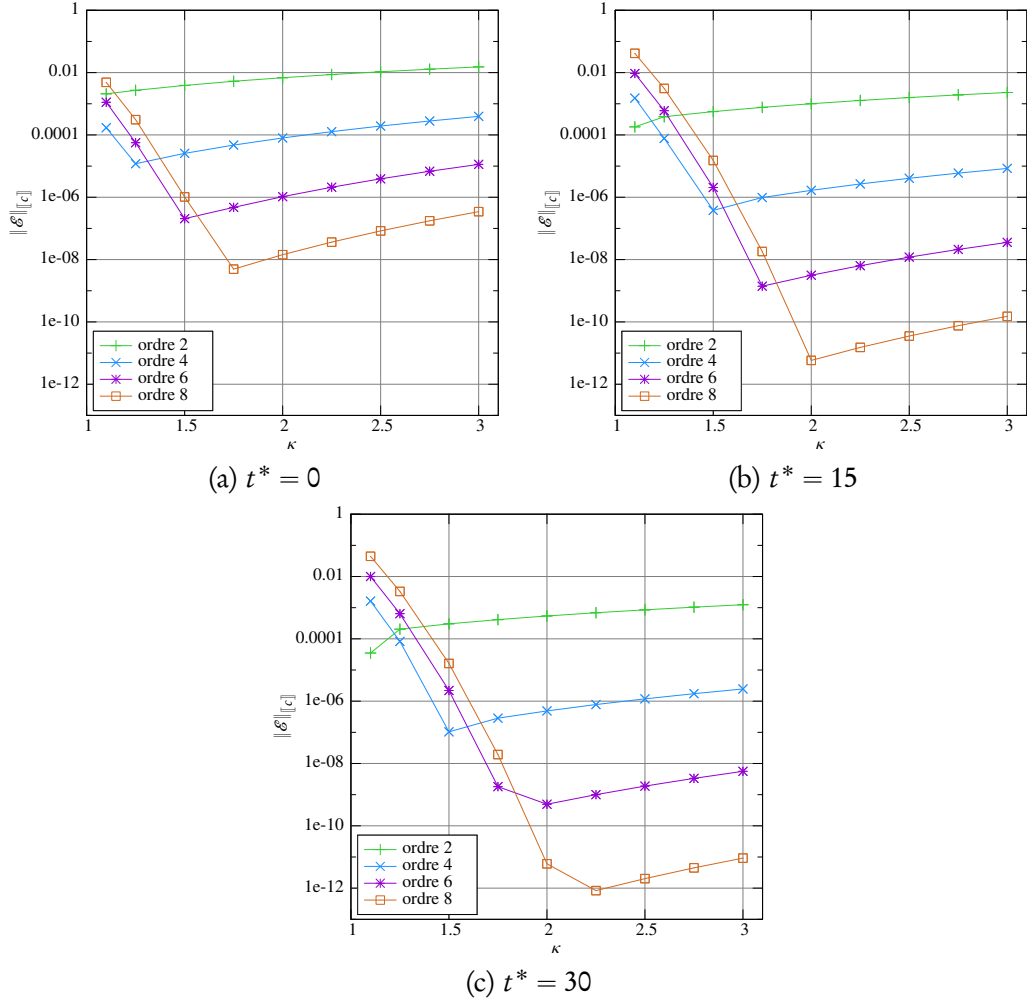 1
0.01
0.0001
1e-06
1e-08
1e-10
1e-12
‖ℰ‖⟦c⟧
ordre 2
ordre 4
ordre 6
ordre 8
1 1.5 2 2.5 3
κ
(a) t* = 0
1
0.01
0.0001
1e-06
1e-08
1e-10
1e-12
‖ℰ‖⟦c⟧
ordre 2
ordre 4
ordre 6
ordre 8
1 1.5 2 2.5 3
κ
(b) t* = 15
1
0.01
0.0001
1e-06
1e-08
1e-10
1e-12
‖ℰ‖⟦c⟧
ordre 2
ordre 4
ordre 6
ordre 8
1 1.5 2 2.5 3
κ
(c) t* = 30